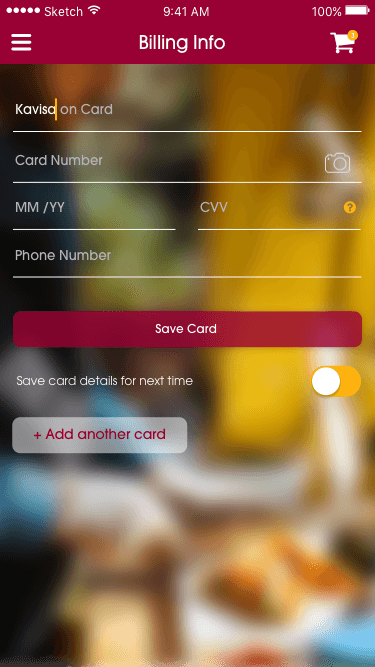 Sketch 9:41 AM 100%
Billing Info 3
Kavisa on Card
Card Number
MM /YY CVV ?
Phone Number
Save Card
Save card details for next time
+ Add another card